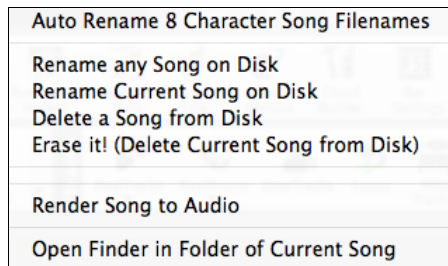 Auto Rename 8 Character Song Filenames
Rename any Song on Disk
Rename Current Song on Disk
Delete a Song from Disk
Erase it! (Delete Current Song from Disk)
Render Song to Audio
Open Finder in Folder of Current Song